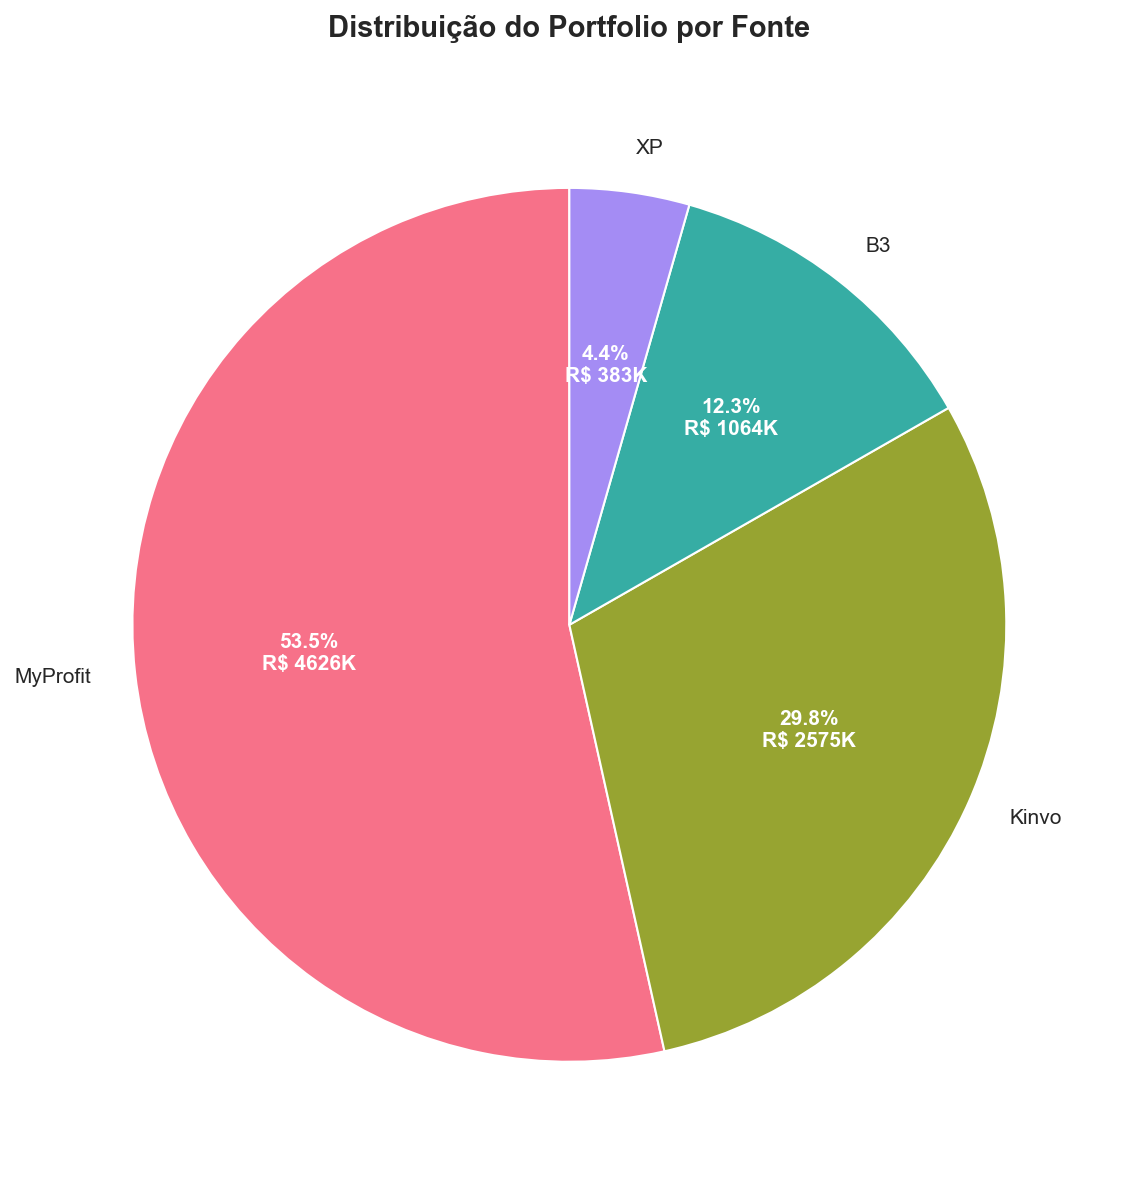 Distribuição do Portfolio por Fonte
XP
B3
4.4%
R$ 383K
12.3%
R$ 1064K
53.5%
R$ 4626K
MyProfit
29.8%
R$ 2575K
Kinvo